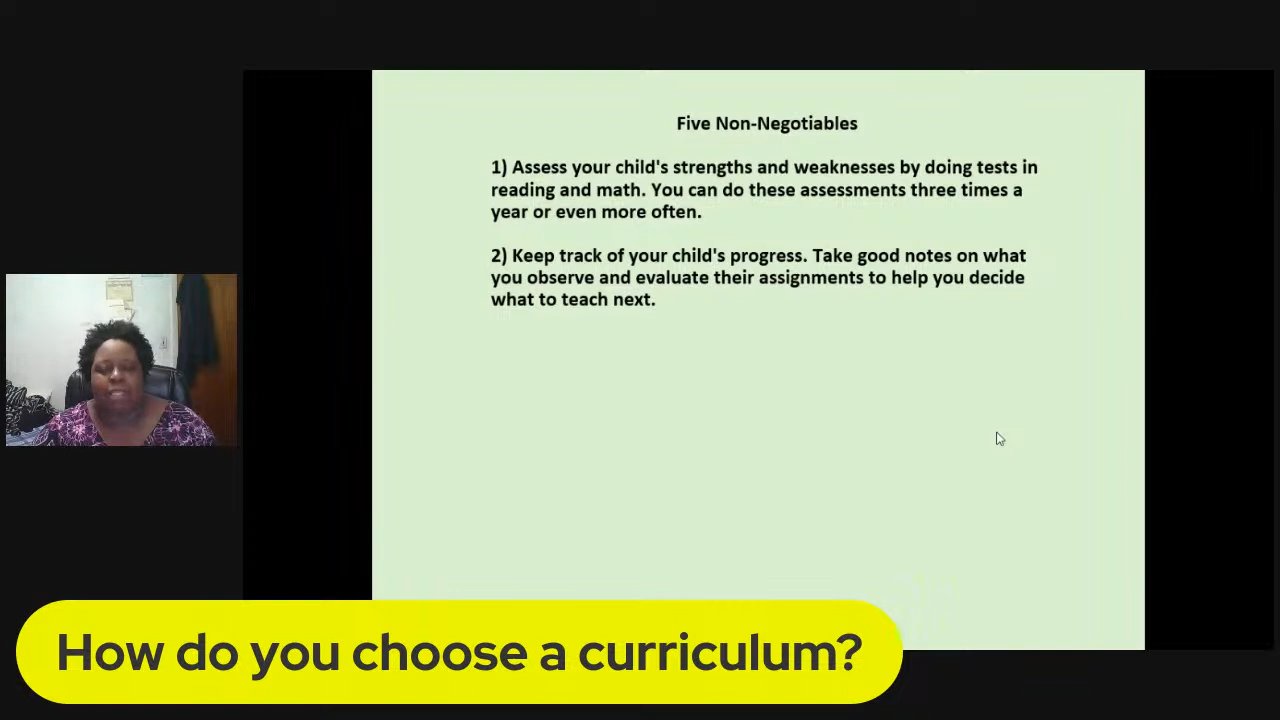 Five Non-Negotiables
1) Assess your child's strengths and weaknesses by doing tests in
reading and math. You can do these assessments three times a
year or even more often.
2) Keep track of your child's progress. Take good notes on what
you observe and evaluate their assignments to help you decide
what to teach next.
How do you choose a curriculum?